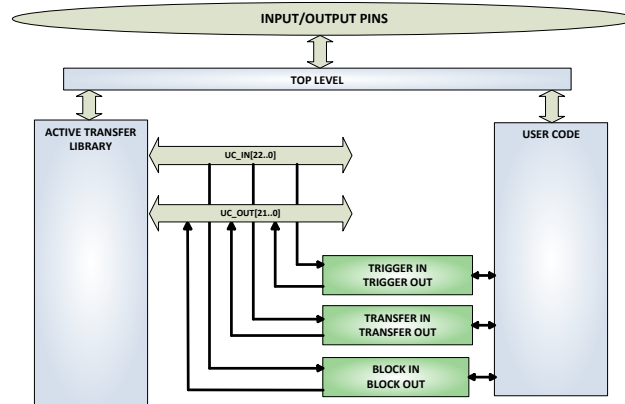 INPUT/OUTPUT PINS
TOP LEVEL
ACTIVE TRANSFER
LIBRARY
USER CODE
UC_IN[22..0]
UC_OUT[21..0]
TRIGGER IN
TRIGGER OUT
TRANSFER IN
TRANSFER OUT
BLOCK IN
BLOCK OUT